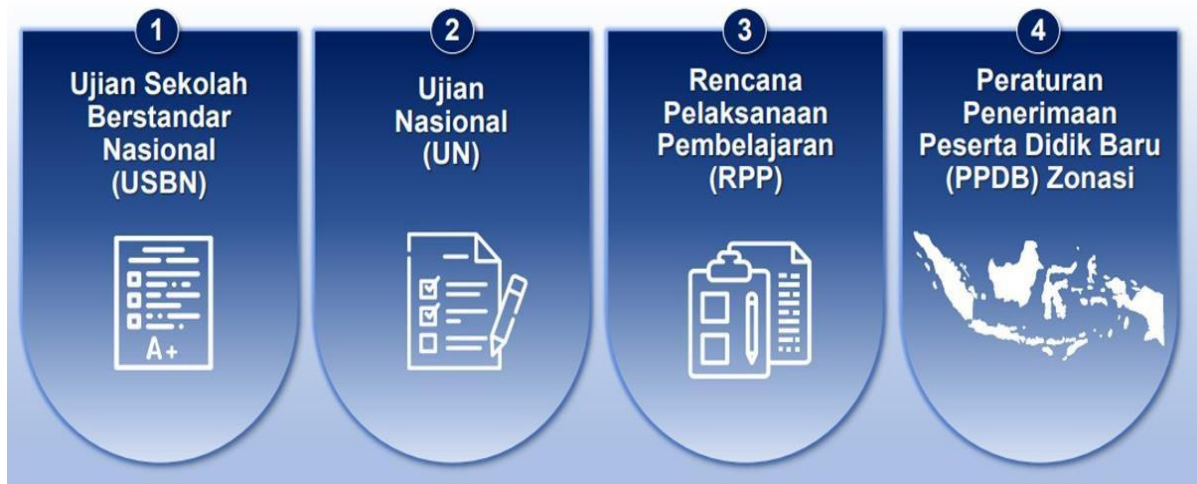 1
Ujian Sekolah
Berstandar
Nasional
(USBN)
A+
2
Ujian
Nasional
(UN)
3
Rencana
Pelaksanaan
Pembelajaran
(RPP)
4
Peraturan
Penerimaan
Peserta Didik Baru
(PPDB) Zonasi